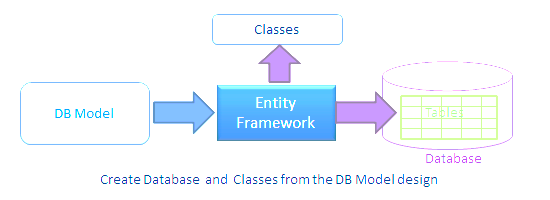 Classes
DB Model
Entity
Framework
Tables
Database
Create Database and Classes from the DB Model design